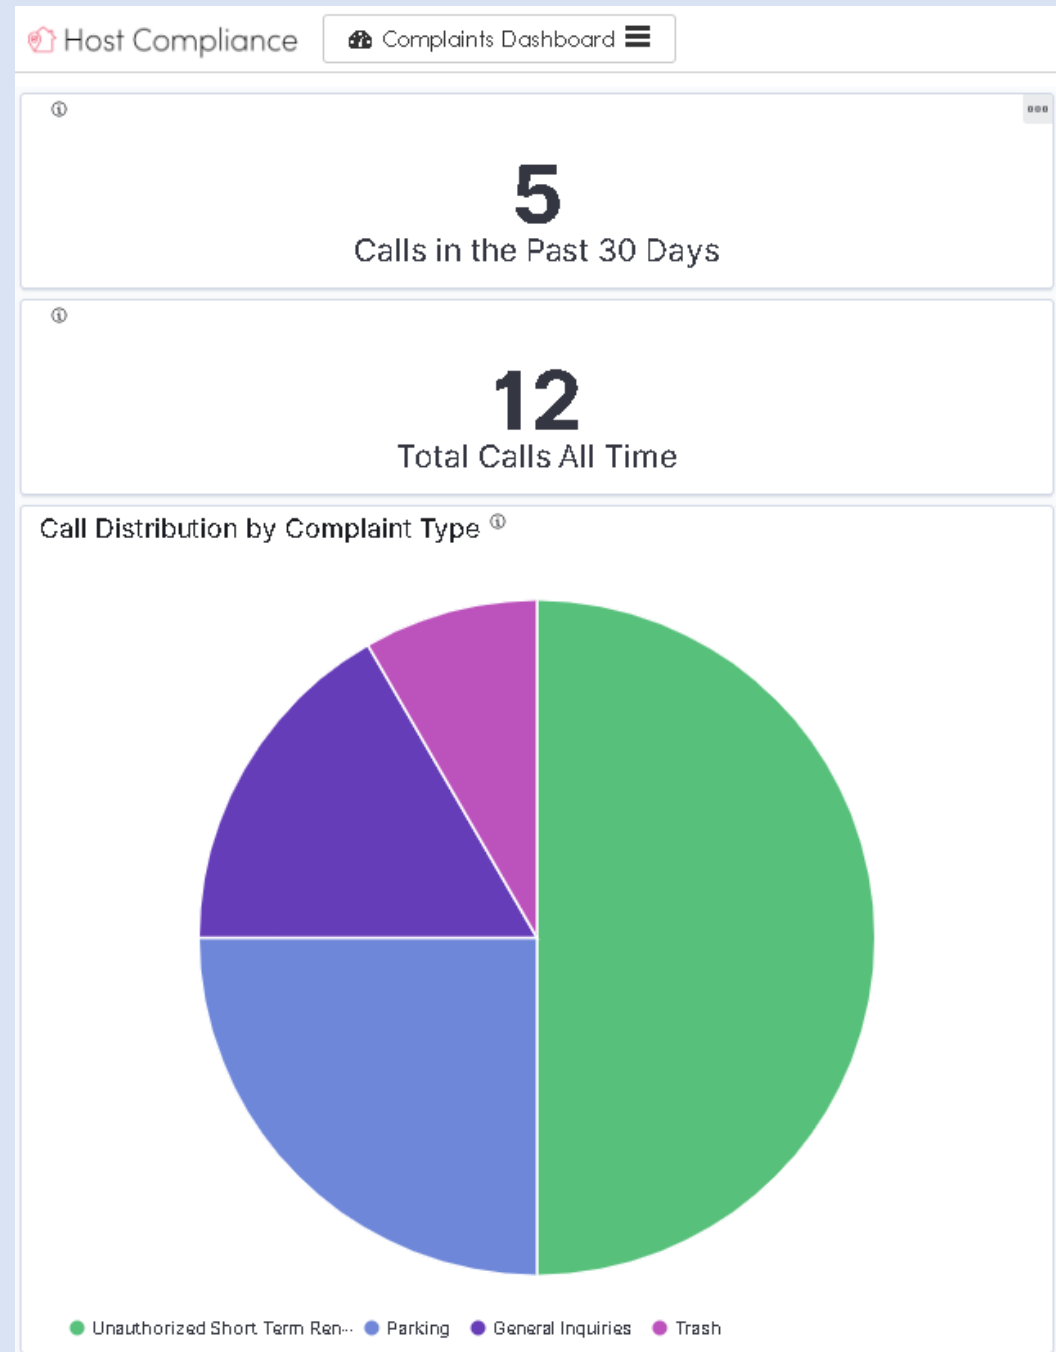 Host Compliance Complaints Dashboard
5
Calls in the Past 30 Days
12
Total Calls All Time
Call Distribution by Complaint Type
Unauthorized Short Term Ren... Parking General Inquiries Trash